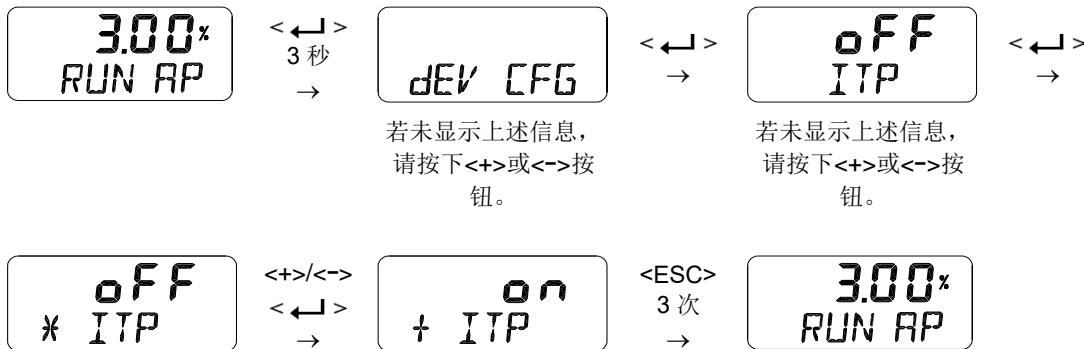 3.00%
RUN AP
< ↵ >
3 秒
→
dEV CFG
若未显示上述信息，
请按下<+>或<->按
钮。
< ↵ >
→
oFF
ITP
若未显示上述信息，
请按下<+>或<->按
钮。
< ↵ >
→
oFF
* ITP
<+>/<->
< ↵ >
→
on
+ ITP
<ESC>
3 次
→
3.00%
RUN AP